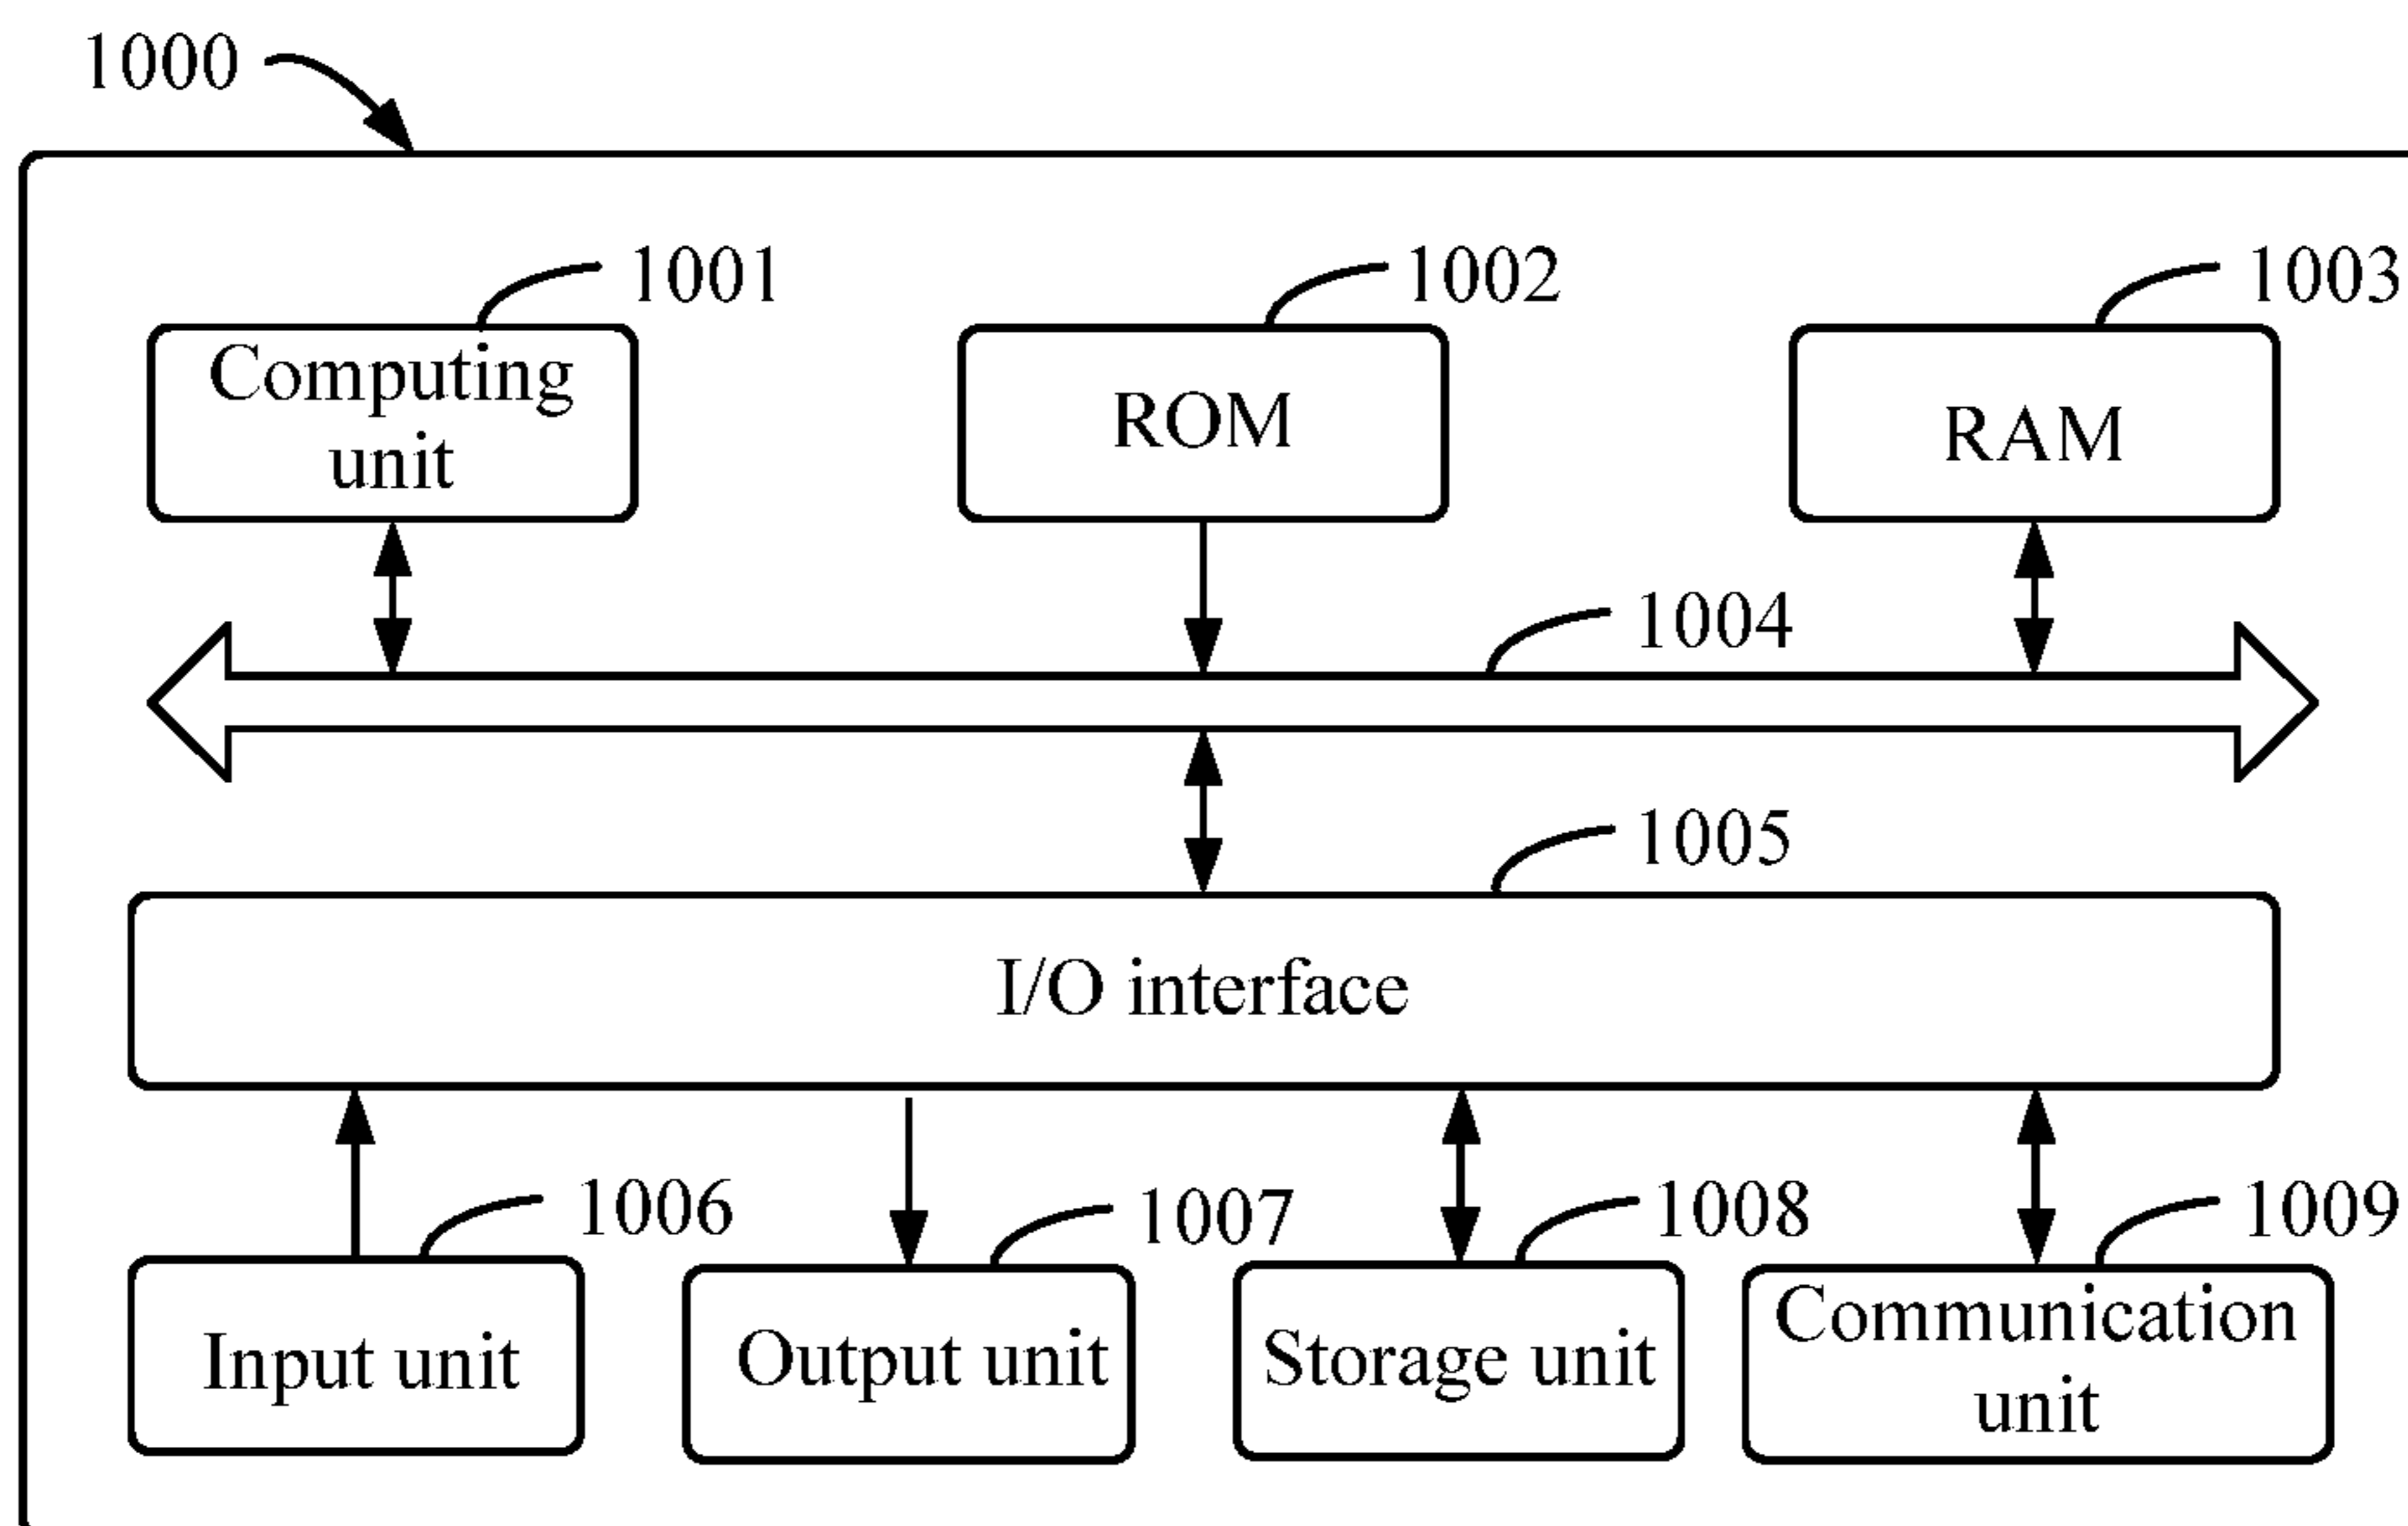 1000
1001
1002
1003
Computing
unit
ROM
RAM
1004
1005
I/O interface
1006
1007
1008
1009
Input unit
Output unit
Storage unit
Communication
unit